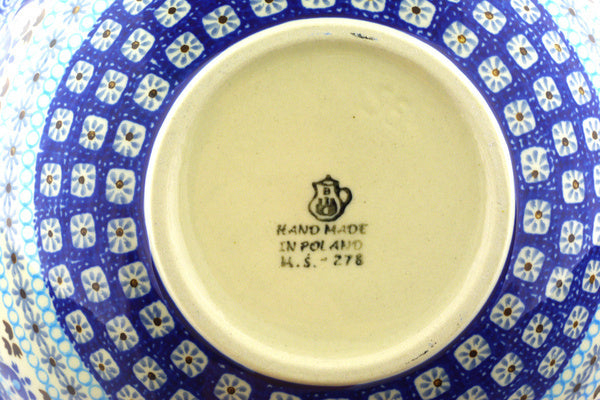 HAND MADE
IN POLAND
H.Ś. - 278